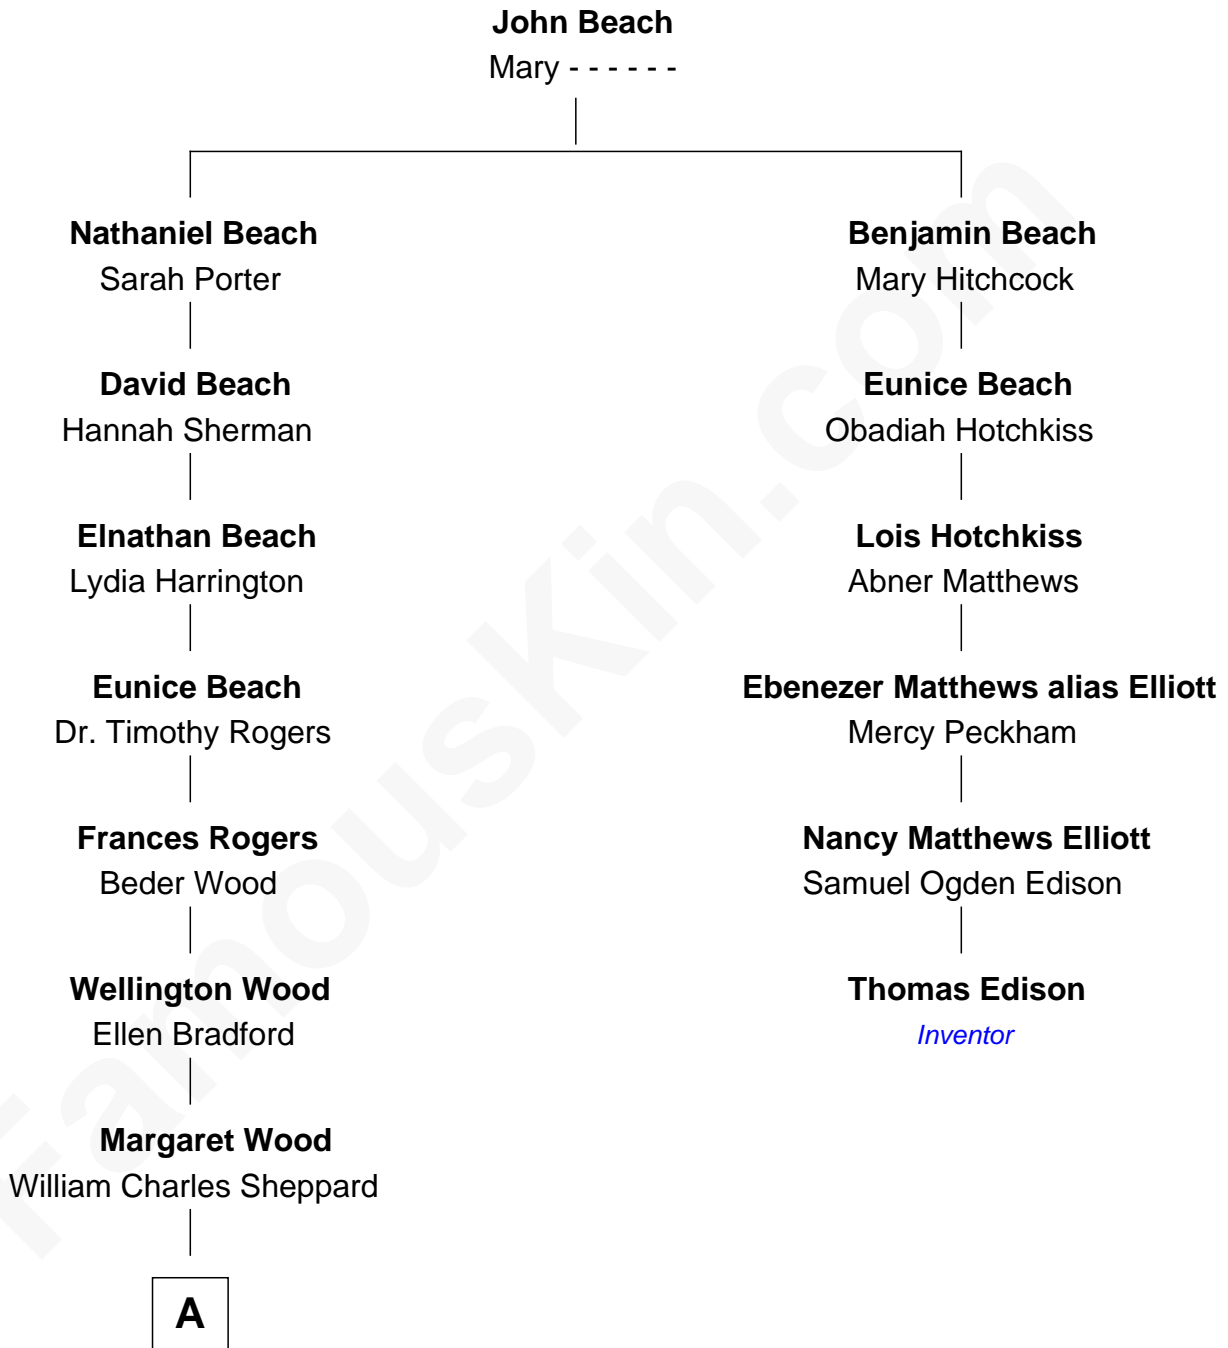 John Beach
Mary - - - - - -
Nathaniel Beach
Sarah Porter
Benjamin Beach
Mary Hitchcock
David Beach
Hannah Sherman
Eunice Beach
Obadiah Hotchkiss
Elnathan Beach
Lydia Harrington
Lois Hotchkiss
Abner Matthews
Eunice Beach
Dr. Timothy Rogers
Ebenezer Matthews alias Elliott
Mercy Peckham
Frances Rogers
Beder Wood
Nancy Matthews Elliott
Samuel Ogden Edison
Wellington Wood
Ellen Bradford
Thomas Edison
Inventor
Margaret Wood
William Charles Sheppard
A
FamousKin.com